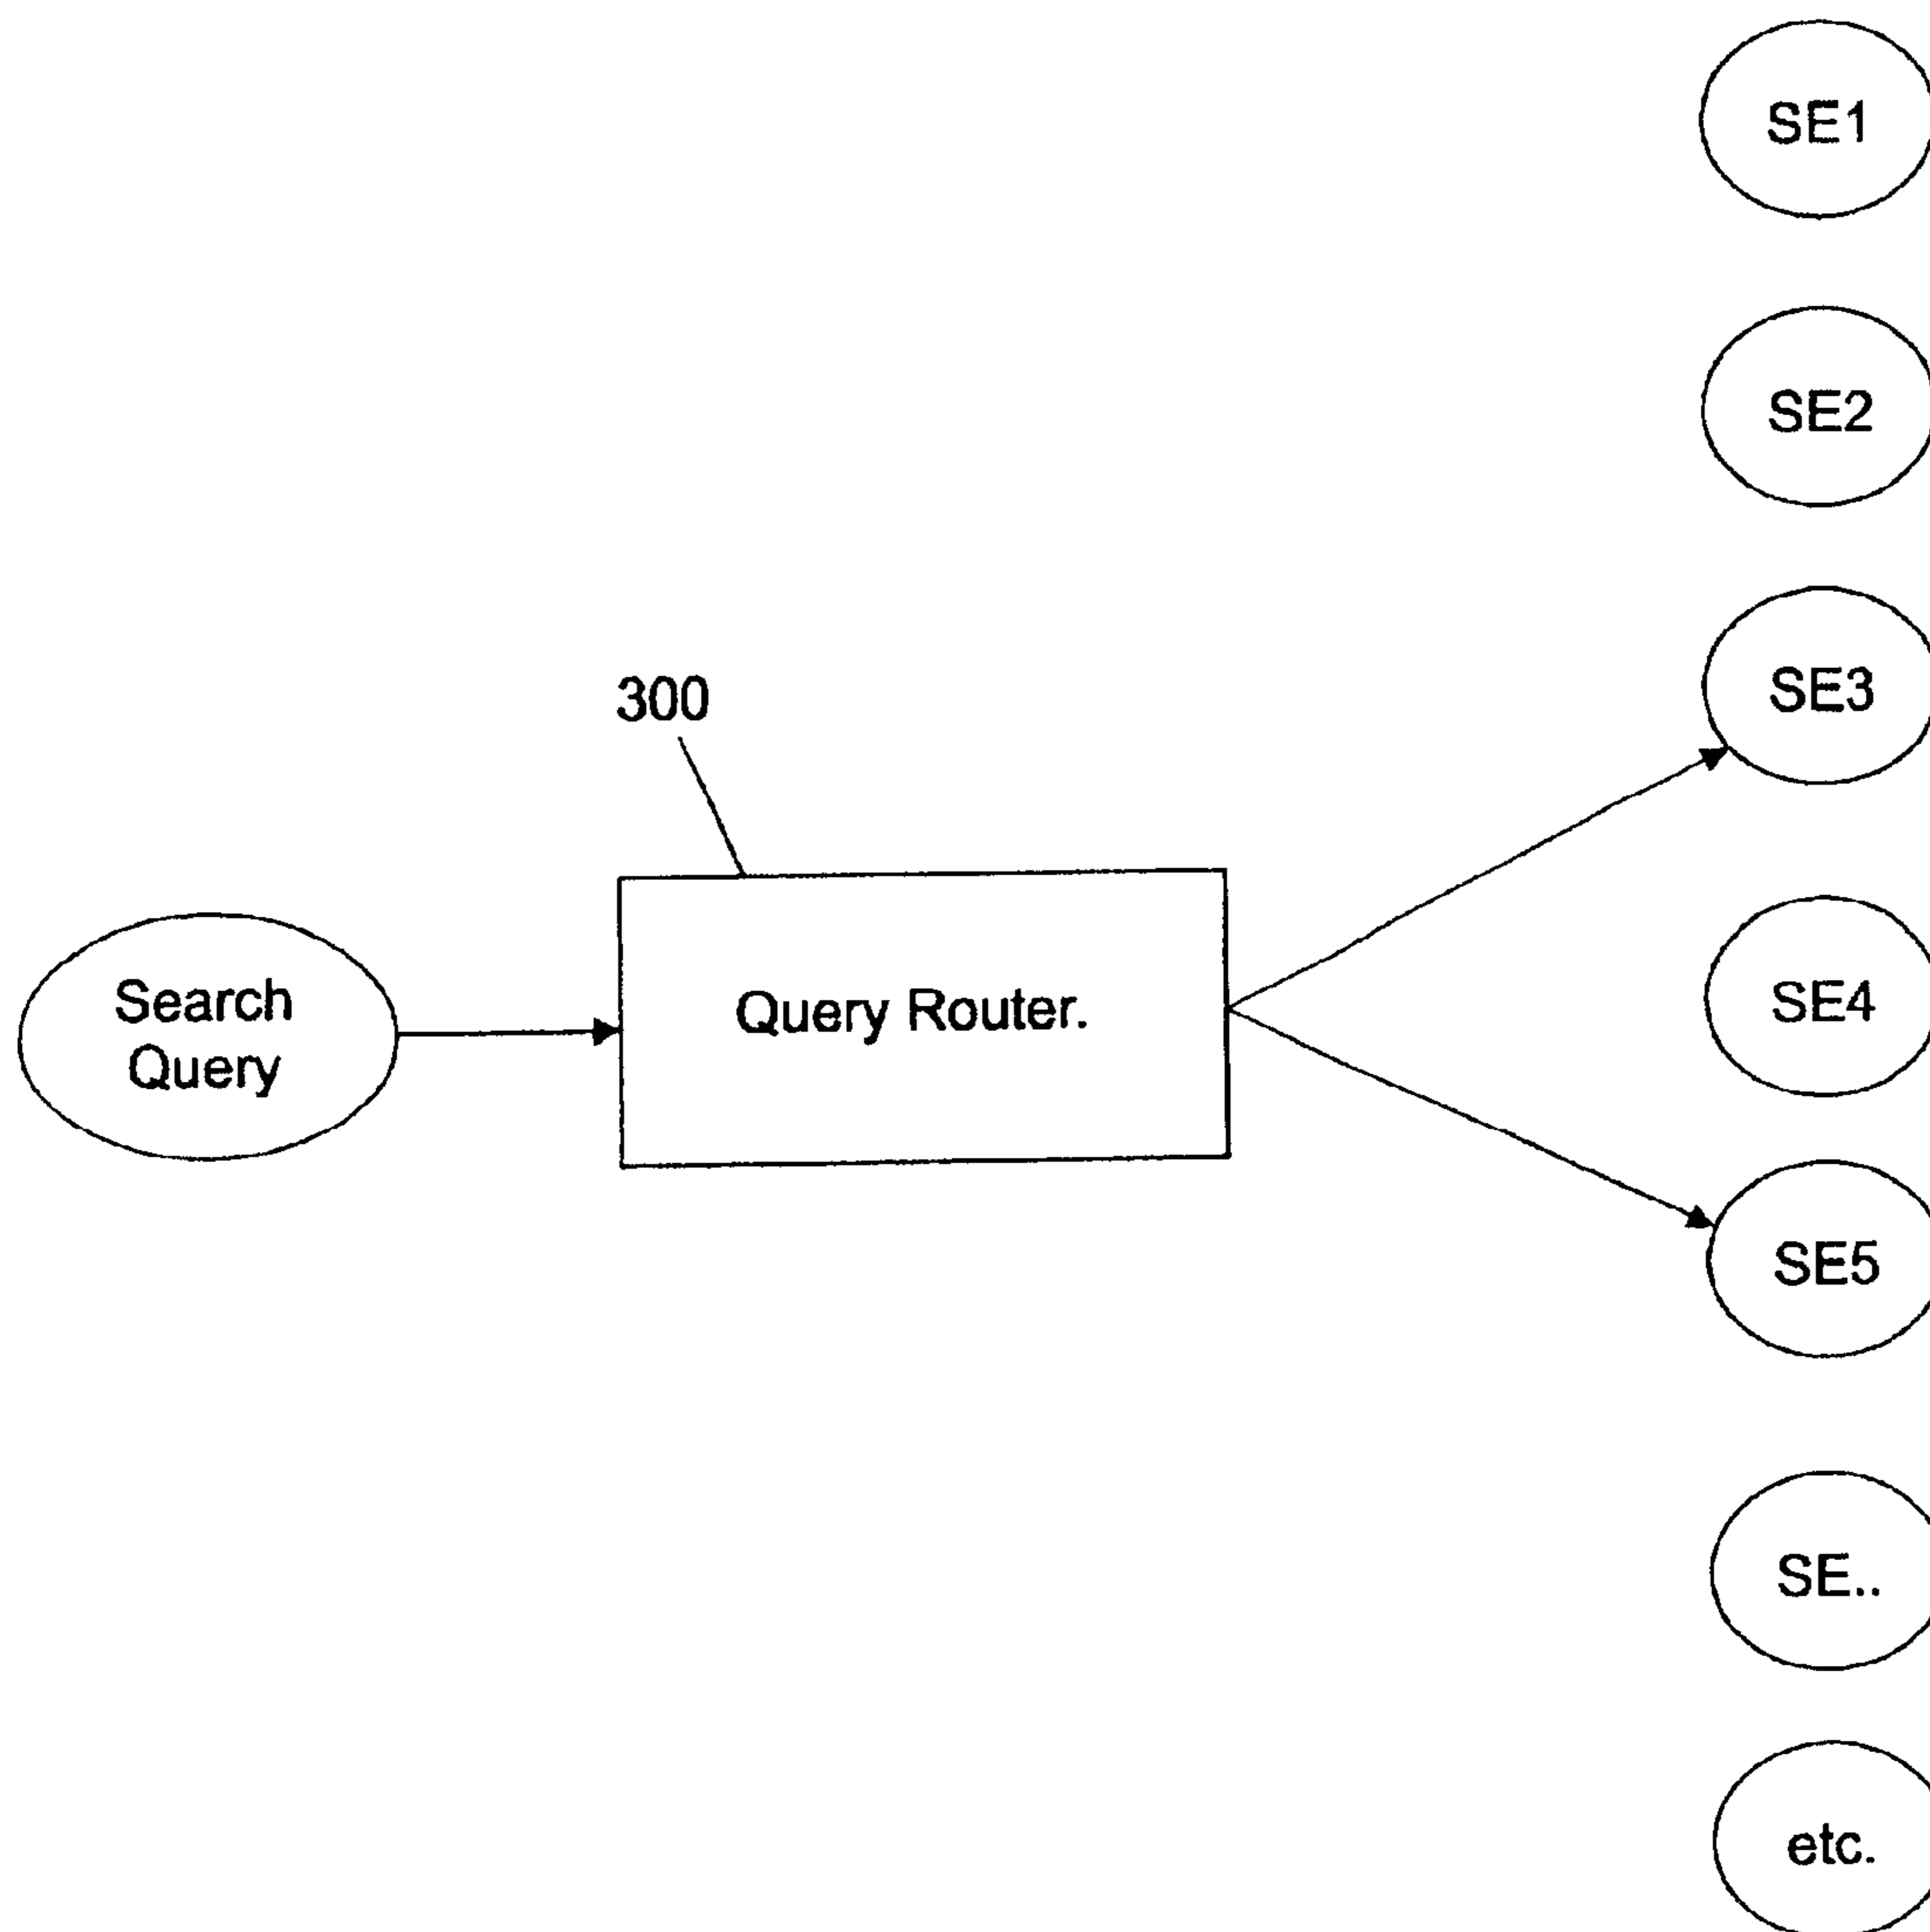 SE1
SE2
SE3
300
Search
Query
Query Router.
SE4
SE5
SE..
etc.